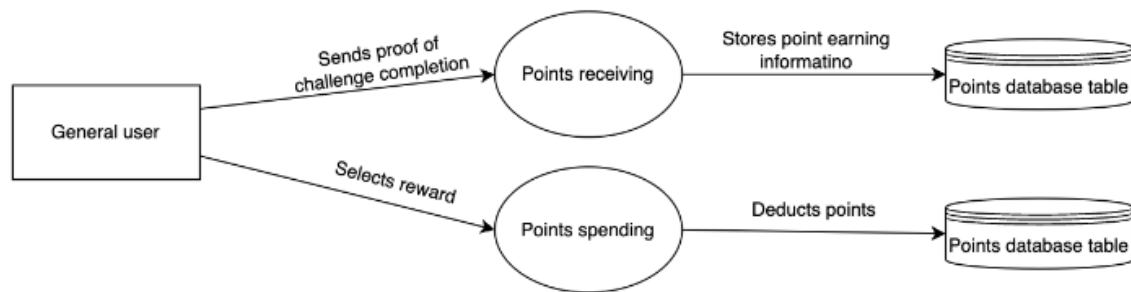 Sends proof of
challenge completion
Stores point earning
informatino
General user
Points receiving
Points database table
Selects reward
Points spending
Deducts points
Points database table